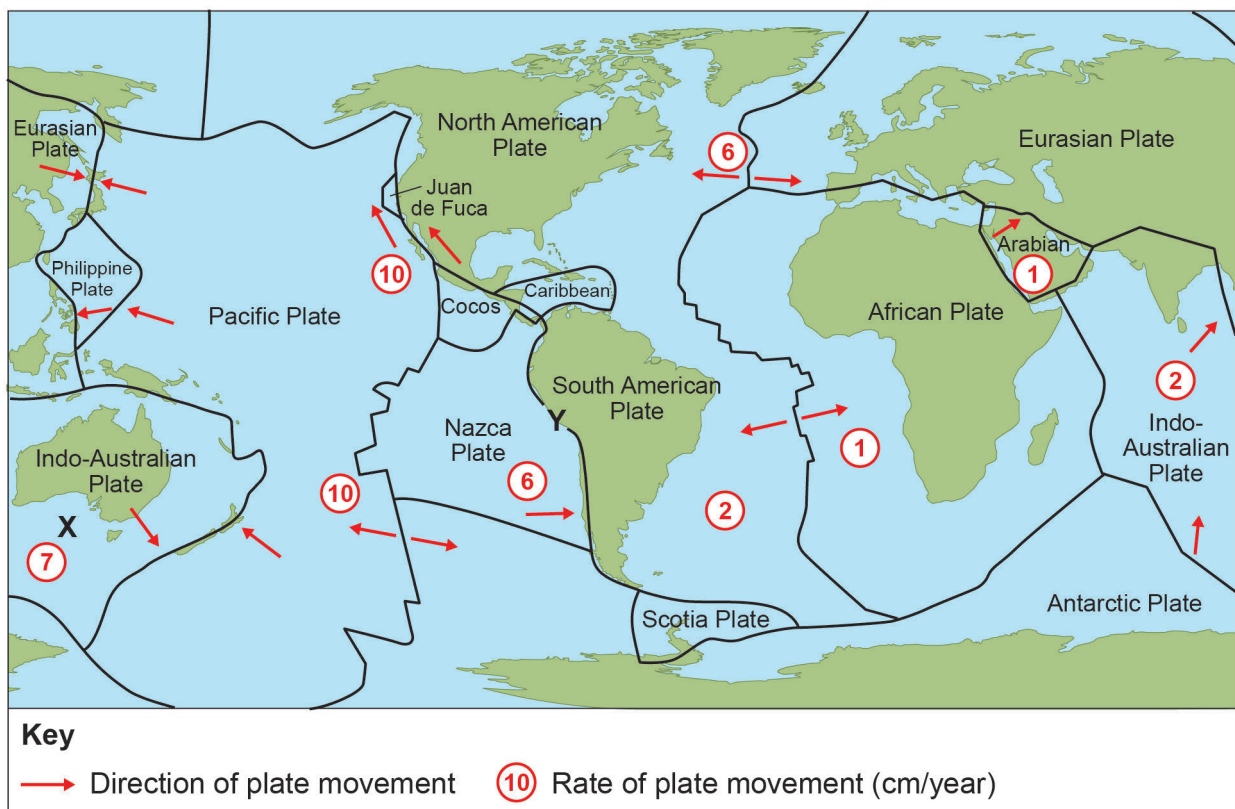 Eurasian
Plate
North American
Plate
6
Eurasian Plate
Juan
de Fuca
10
Philippine
Plate
Pacific Plate
Cocos
Caribbean
Arabian
1
African Plate
2
Indo-
Australian
Plate
South American
Plate
Y
Nazca
Plate
6
1
2
Indo-Australian
Plate
X
7
10
Scotia Plate
Antarctic Plate
Key
Direction of plate movement
10 Rate of plate movement (cm/year)